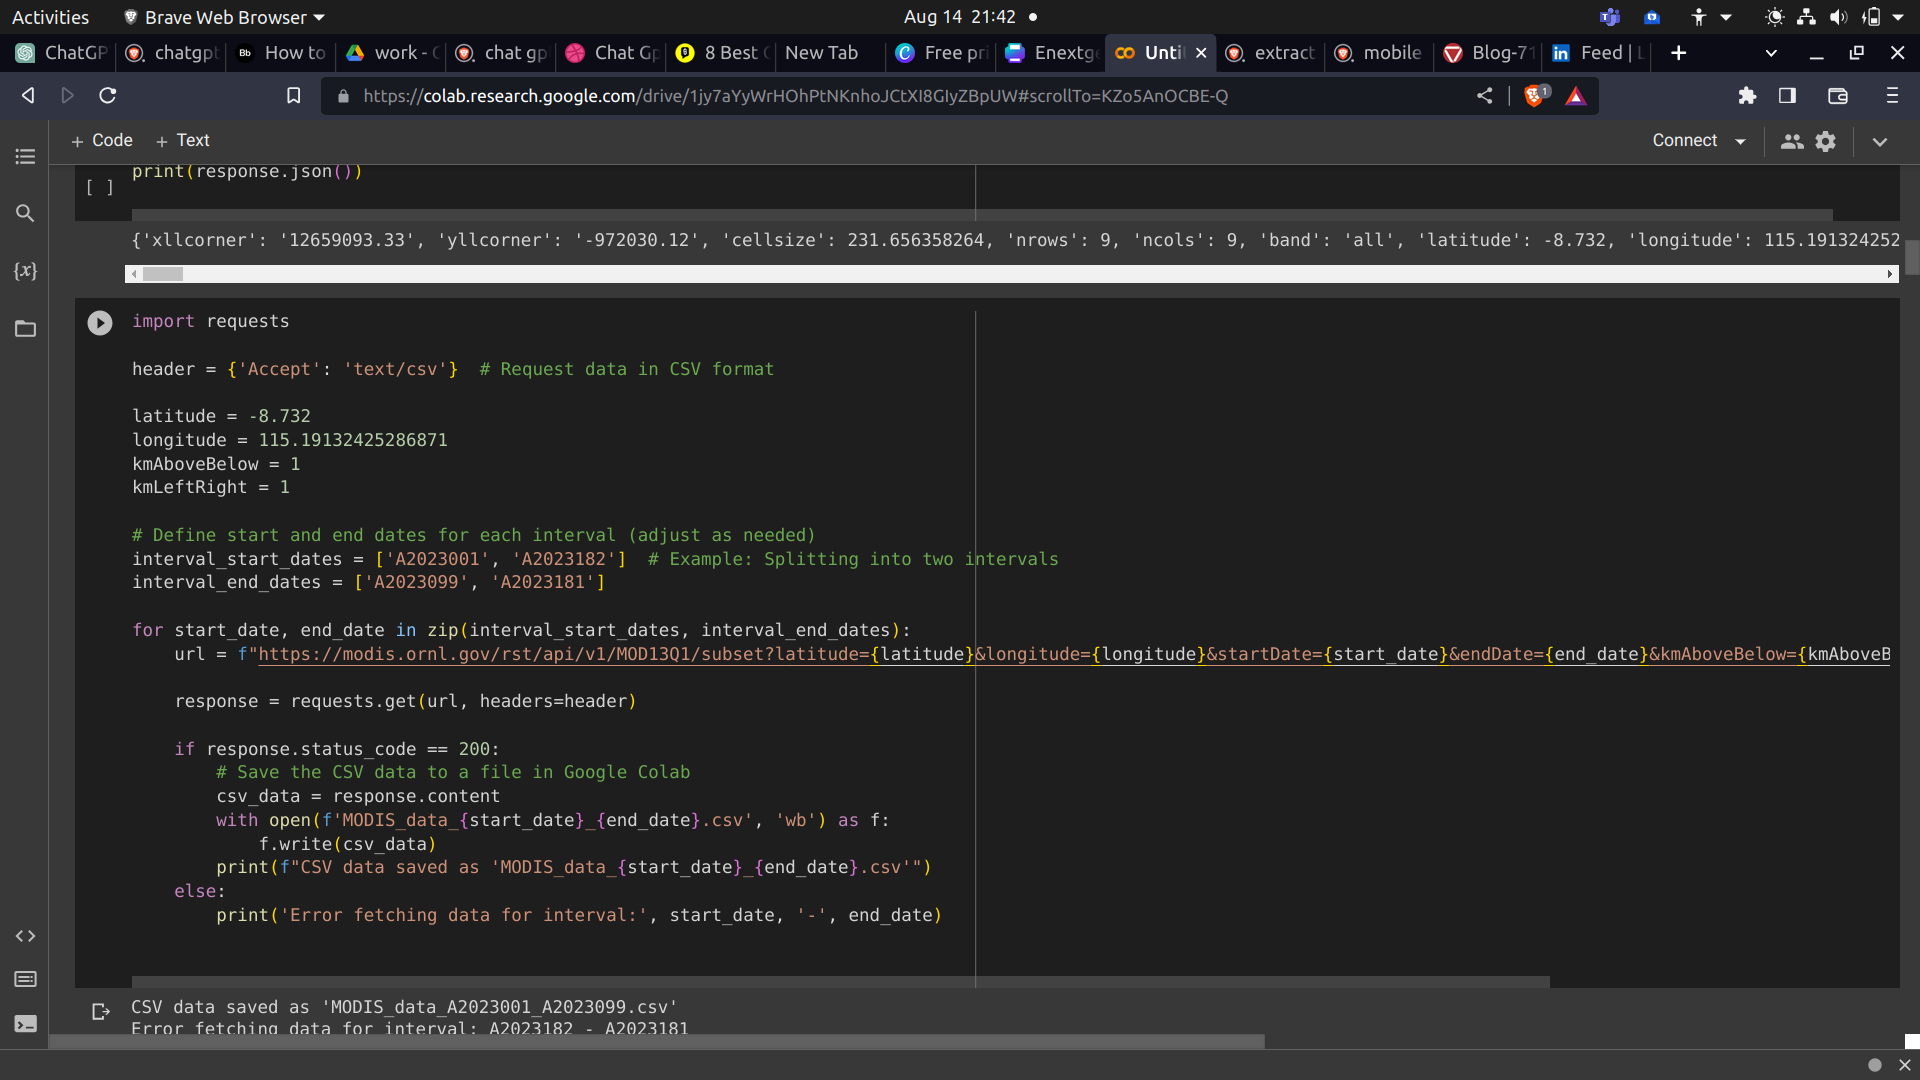 Activities Brave Web Browser Aug 14 21:42
ChatGP chatgpt How to work - C chat gp Chat Gp 8 Best C New Tab Free pri Enextge Unti extract mobile Blog-71 Feed | L
https://colab.research.google.com/drive/1jy7aYyWrHOhPtNKnhoJCtXI8GIyZBpUW#scrollTo=KZo5AnOCBE-Q 1
+ Code + Text Connect
print(response.json())
[ ]
{'xllcorner': '12659093.33', 'yllcorner': '-972030.12', 'cellsize': 231.656358264, 'nrows': 9, 'ncols': 9, 'band': 'all', 'latitude': -8.732, 'longitude': 115.191324252
{x}
import requests
header = {'Accept': 'text/csv'}  # Request data in CSV format
latitude = -8.732
longitude = 115.19132425286871
kmAboveBelow = 1
kmLeftRight = 1
# Define start and end dates for each interval (adjust as needed)
interval_start_dates = ['A2023001', 'A2023182']  # Example: Splitting into two intervals
interval_end_dates = ['A2023099', 'A2023181']
for start_date, end_date in zip(interval_start_dates, interval_end_dates):
url = f"https://modis.ornl.gov/rst/api/v1/MOD13Q1/subset?latitude={latitude}&longitude={longitude}&startDate={start_date}&endDate={end_date}&kmAboveBelow={kmAboveB
response = requests.get(url, headers=header)
if response.status_code == 200:
# Save the CSV data to a file in Google Colab
csv_data = response.content
with open(f'MODIS_data_{start_date}_{end_date}.csv', 'wb') as f:
f.write(csv_data)
print(f"CSV data saved as 'MODIS_data_{start_date}_{end_date}.csv'")
else:
print('Error fetching data for interval:', start_date, '-', end_date)
CSV data saved as 'MODIS_data_A2023001_A2023099.csv'
Error fetching data for interval: A2023182 - A2023181